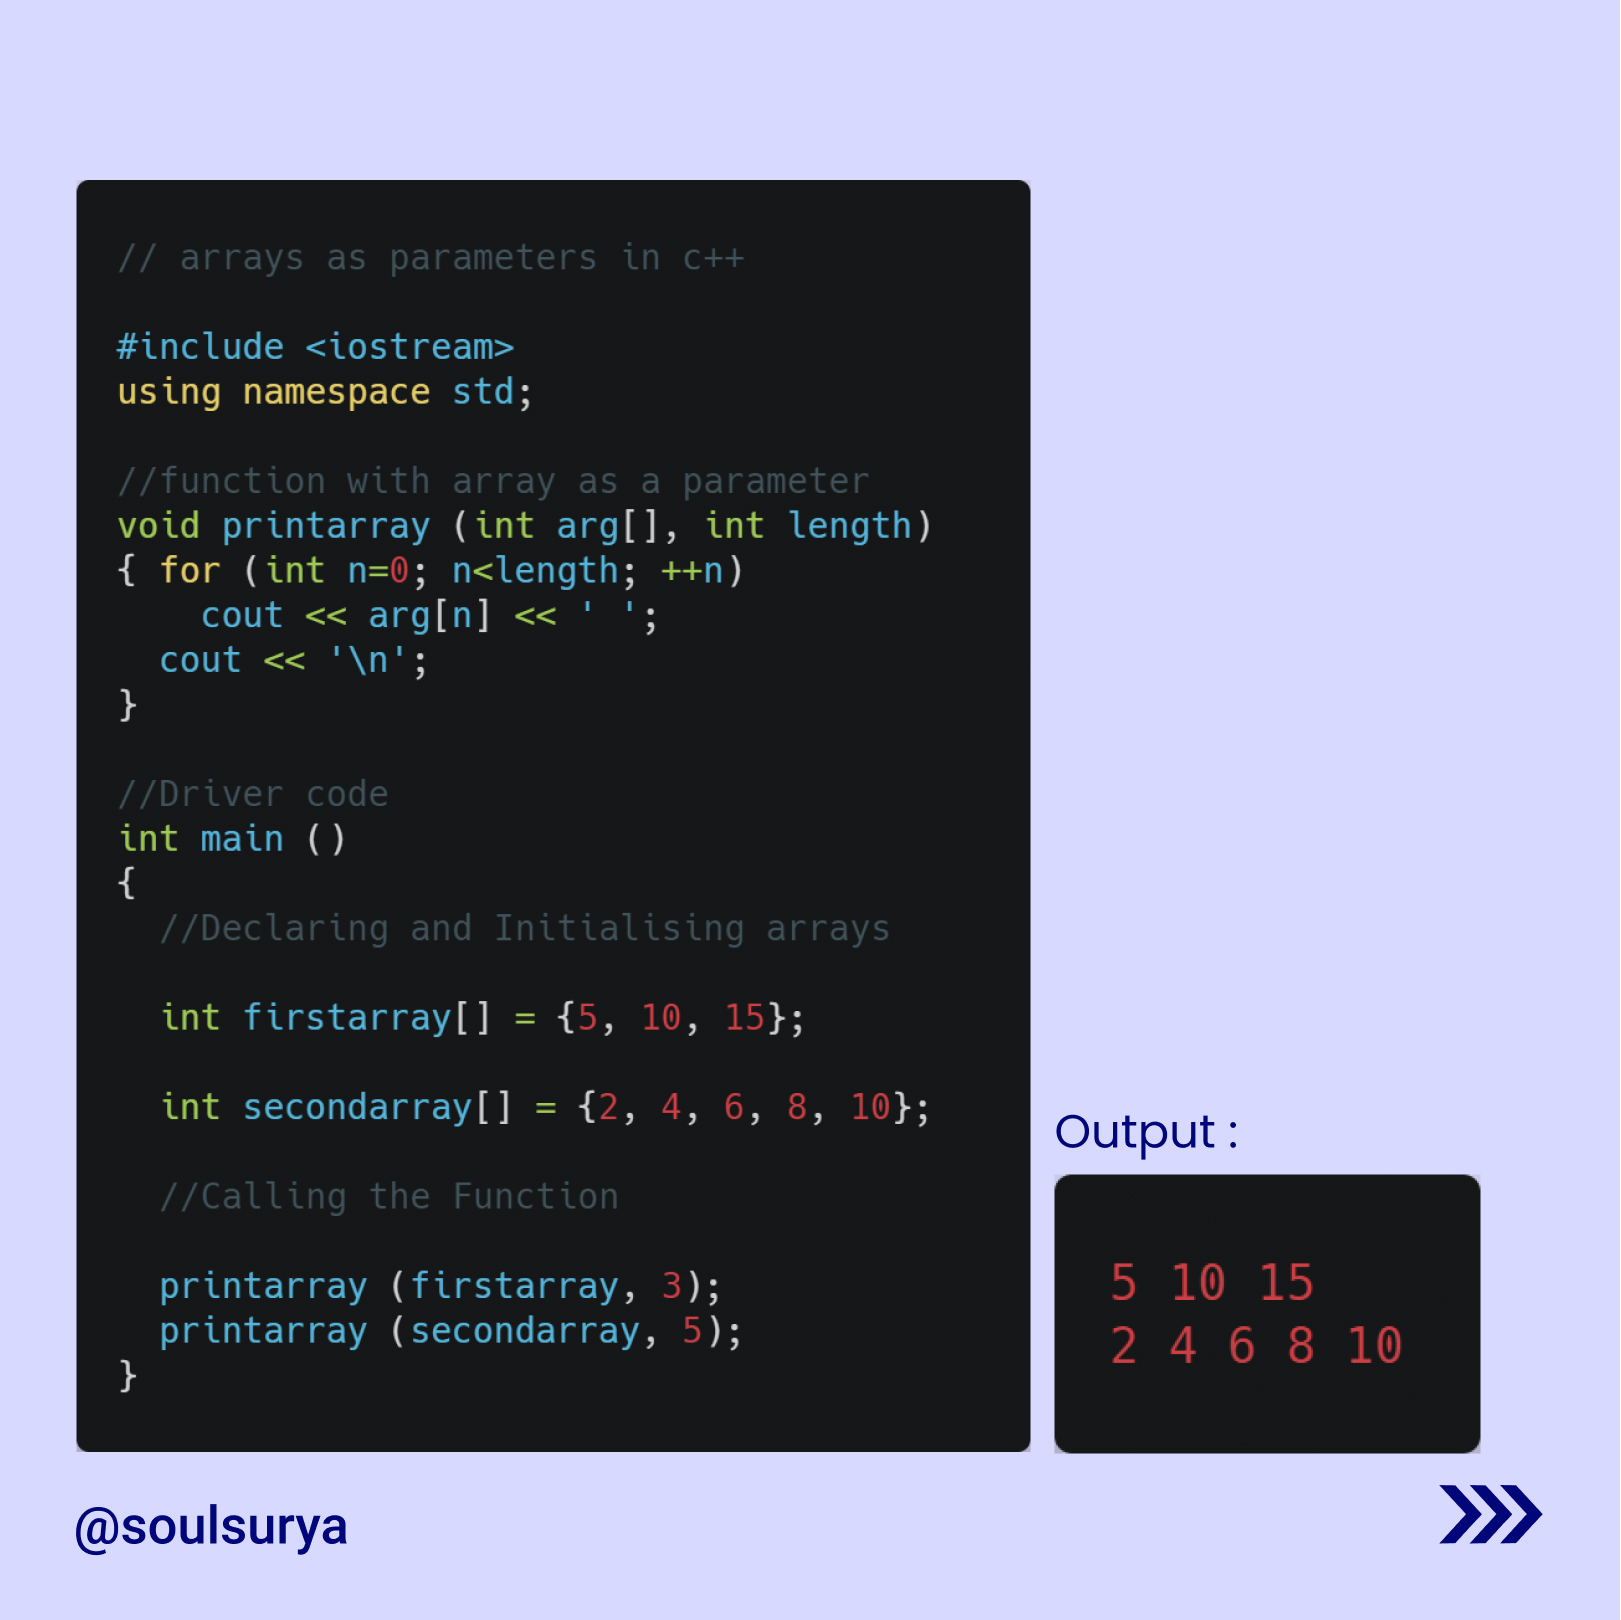 // arrays as parameters in c++
#include <iostream>
using namespace std;
//function with array as a parameter
void printarray (int arg[], int length)
{ for (int n=0; n<length; ++n)
    cout << arg[n] << ' ';
  cout << '\n';
}
//Driver code
int main ()
{
  //Declaring and Initialising arrays
  int firstarray[] = {5, 10, 15};
  int secondarray[] = {2, 4, 6, 8, 10};
  //Calling the Function
  printarray (firstarray, 3);
  printarray (secondarray, 5);
}
Output :
5 10 15
2 4 6 8 10
@soulsurya